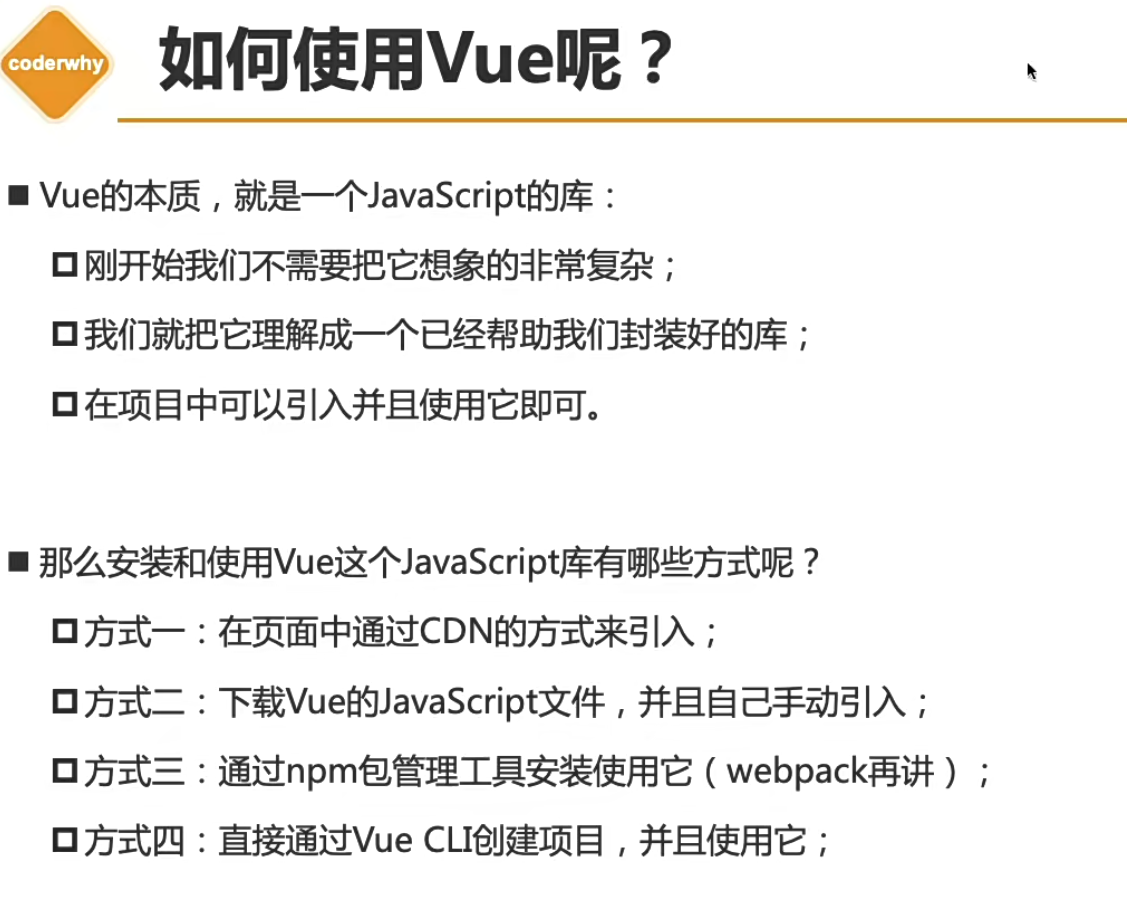 coderwhy
如何使用Vue呢？
Vue的本质，就是一个JavaScript的库：
刚开始我们不需要把它想象的非常复杂；
我们就把它理解成一个已经帮助我们封装好的库；
在项目中可以引入并且使用它即可。
那么安装和使用Vue这个JavaScript库有哪些方式呢？
方式一：在页面中通过CDN的方式来引入；
方式二：下载Vue的JavaScript文件，并且自己手动引入；
方式三：通过npm包管理工具安装使用它（webpack再讲）；
方式四：直接通过Vue CLI创建项目，并且使用它；